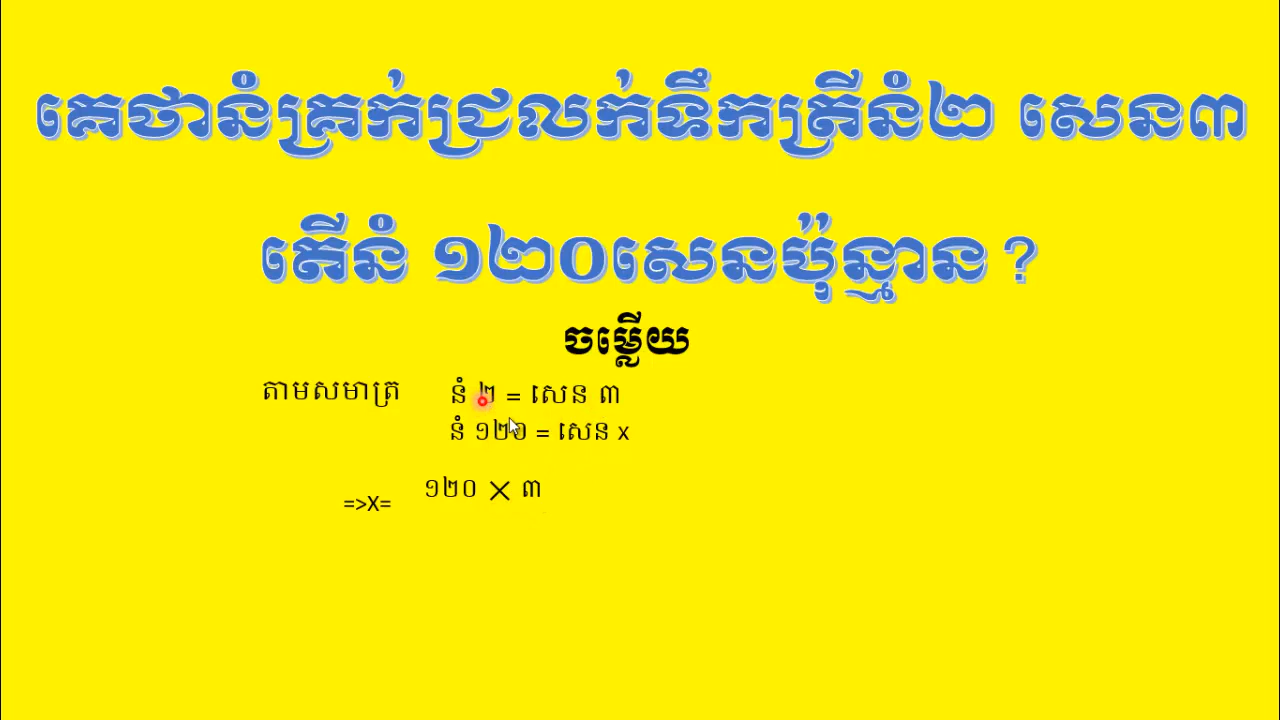 គេថានំគ្រក់ជ្រលក់ទឹកត្រីនំ២ សេន៣
តើនំ ១២០សេនប៉ុន្មាន ?
ចម្លើយ
តាមសមាត្រ នំ ២ = សេន ៣
នំ ១២០ = សេន x
=>X= ១២០ × ៣